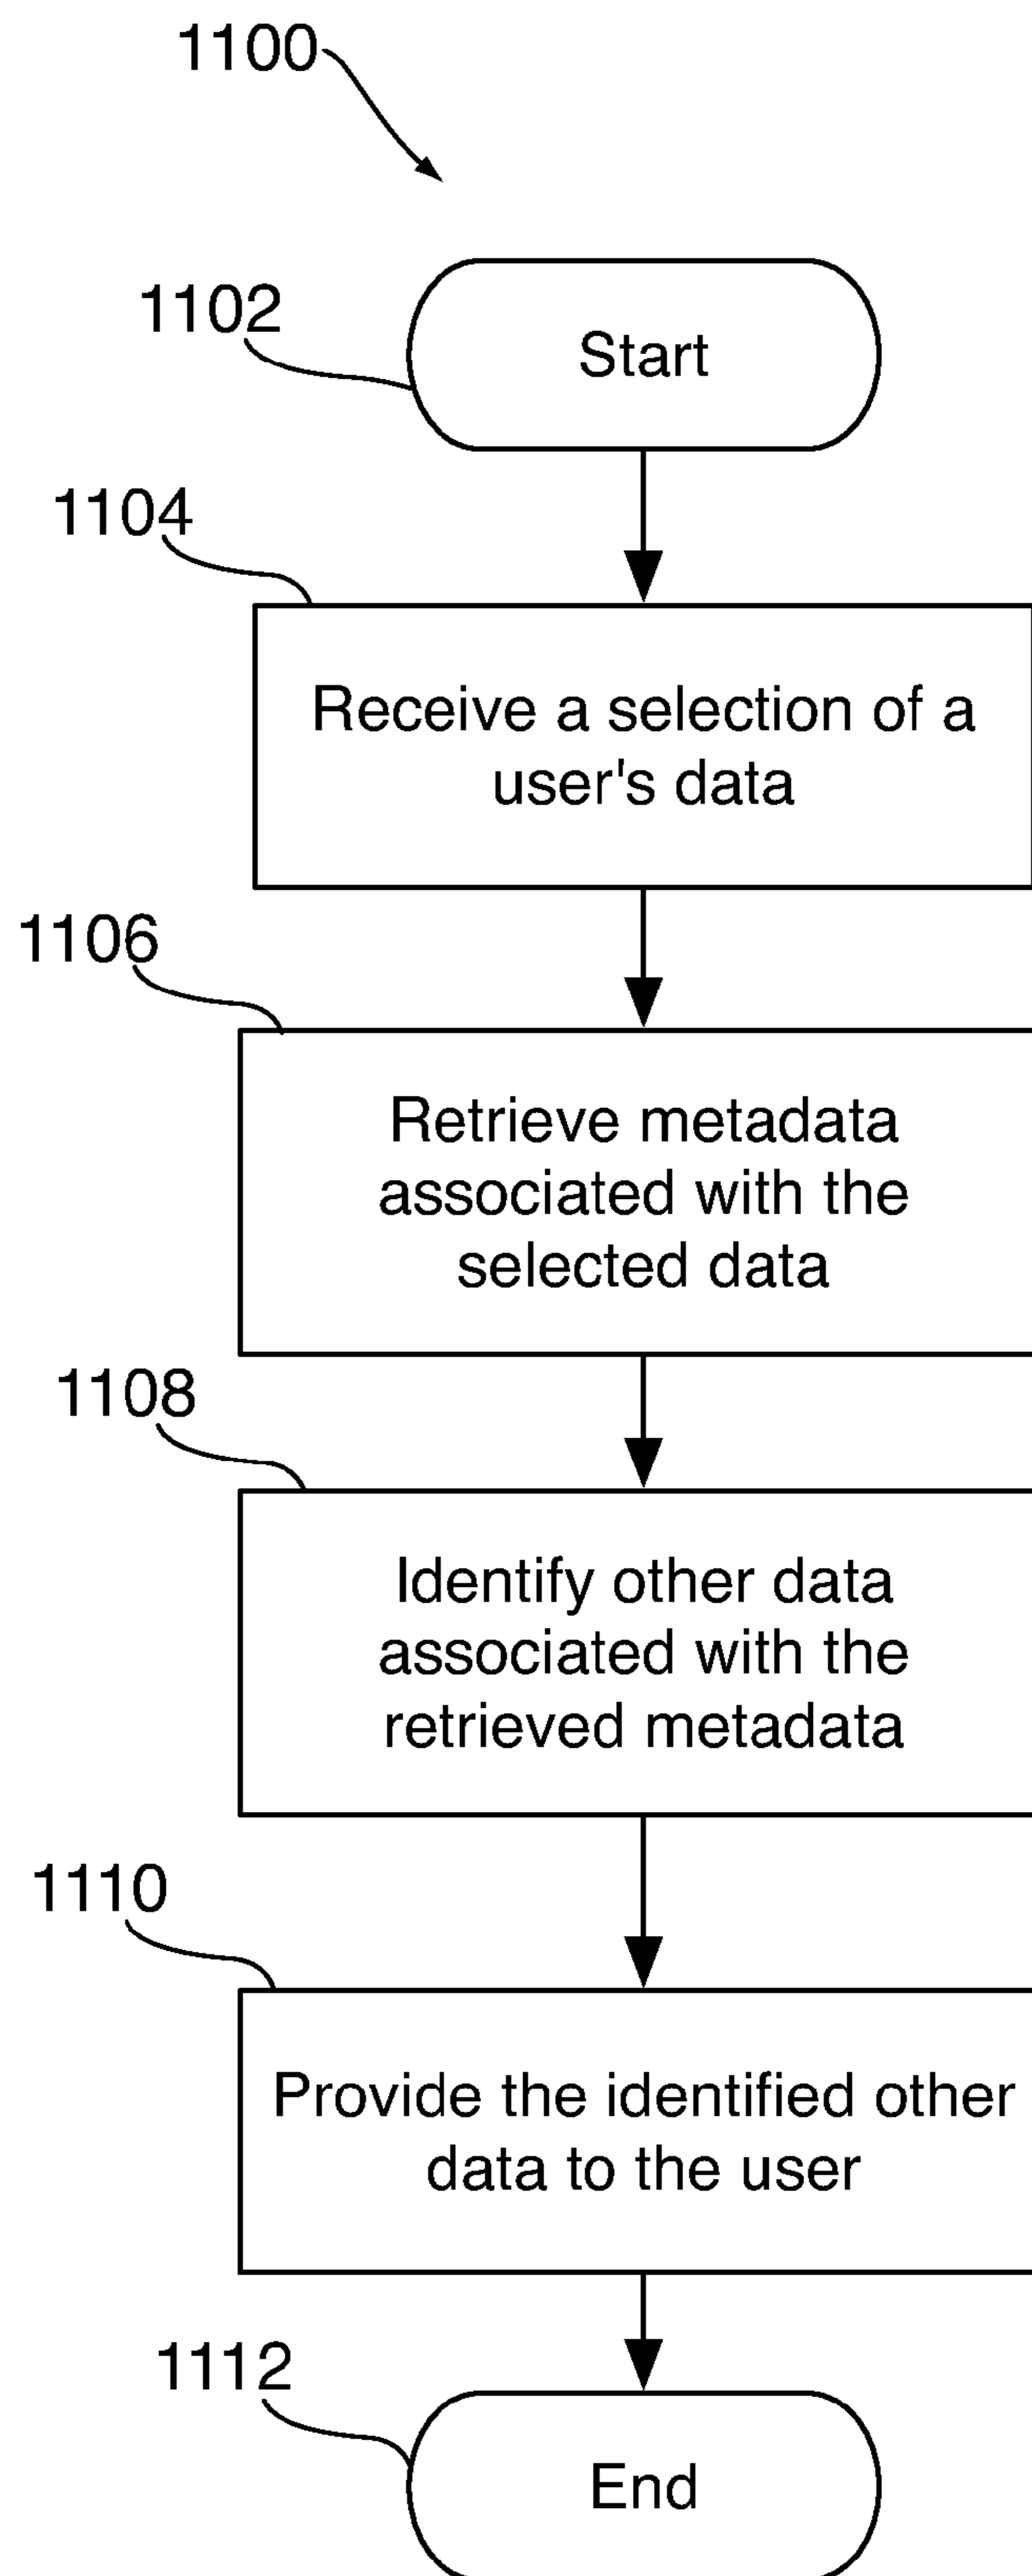 1100
1102
Start
1104
Receive a selection of a
user's data
1106
Retrieve metadata
associated with the
selected data
1108
Identify other data
associated with the
retrieved metadata
1110
Provide the identified other
data to the user
1112
End